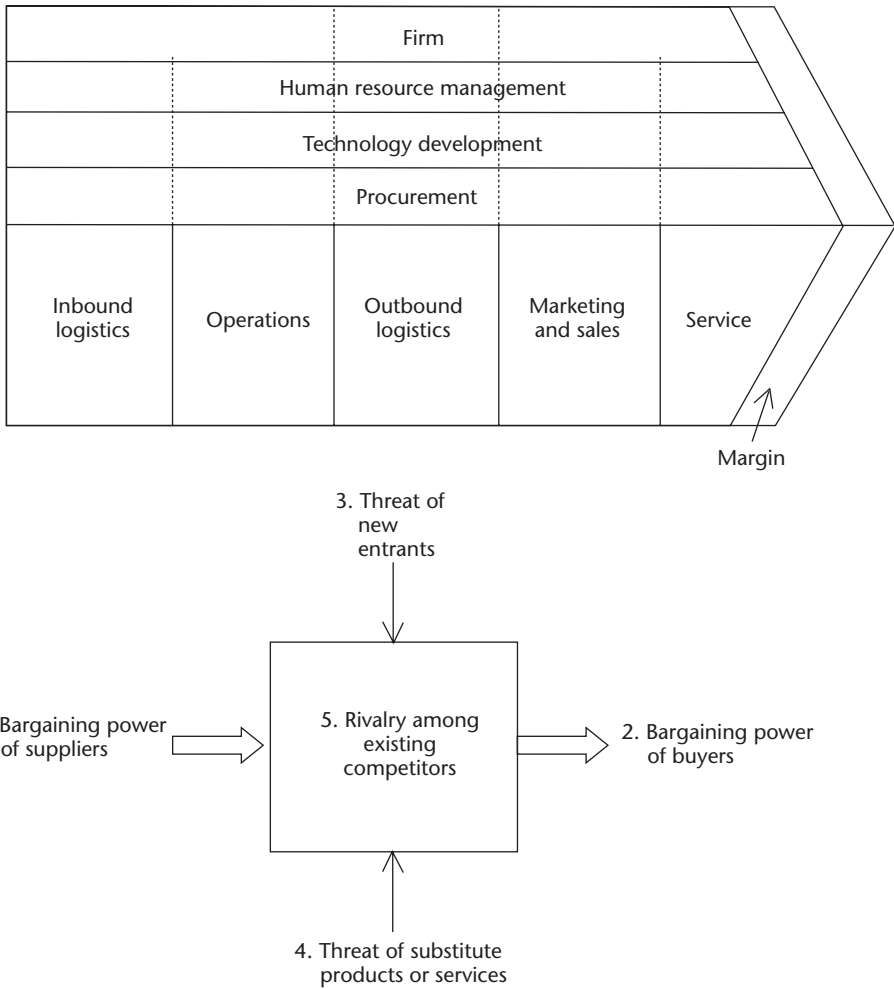 Firm
Human resource management
Technology development
Procurement
Inbound
logistics
Operations
Outbound
logistics
Marketing
and sales
Service
Margin
3. Threat of
new
entrants
Bargaining power
of suppliers
5. Rivalry among
existing
competitors
2. Bargaining power
of buyers
4. Threat of substitute
products or services